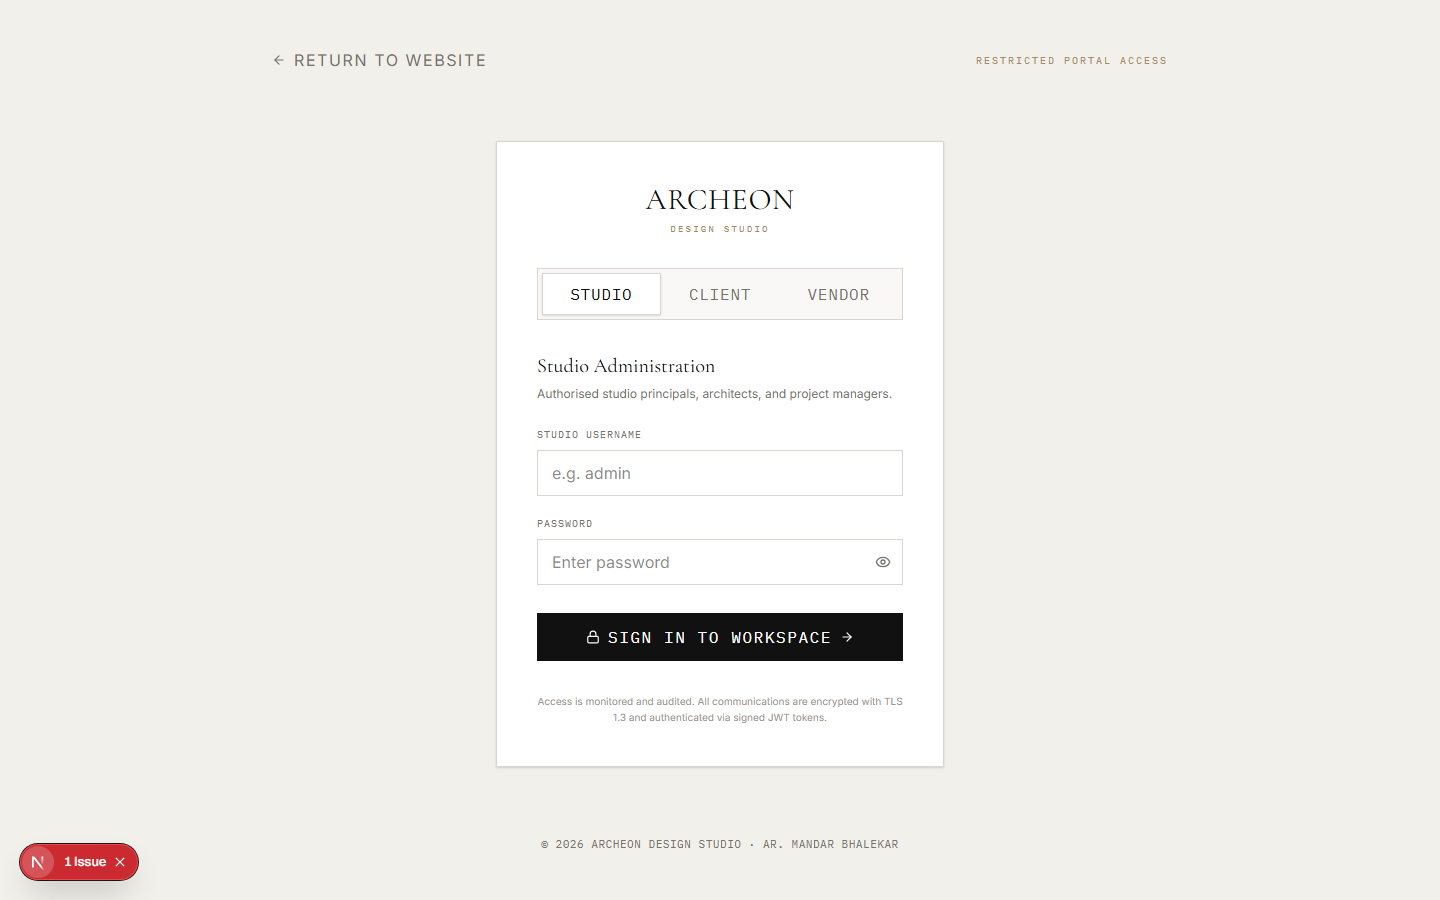 ← RETURN TO WEBSITE
RESTRICTED PORTAL ACCESS
ARCHEON
DESIGN STUDIO
STUDIO CLIENT VENDOR
Studio Administration
Authorised studio principals, architects, and project managers.
STUDIO USERNAME
e.g. admin
PASSWORD
Enter password
SIGN IN TO WORKSPACE →
Access is monitored and audited. All communications are encrypted with TLS
1.3 and authenticated via signed JWT tokens.
© 2026 ARCHEON DESIGN STUDIO · AR. MANDAR BHALEKAR
N 1 Issue ×